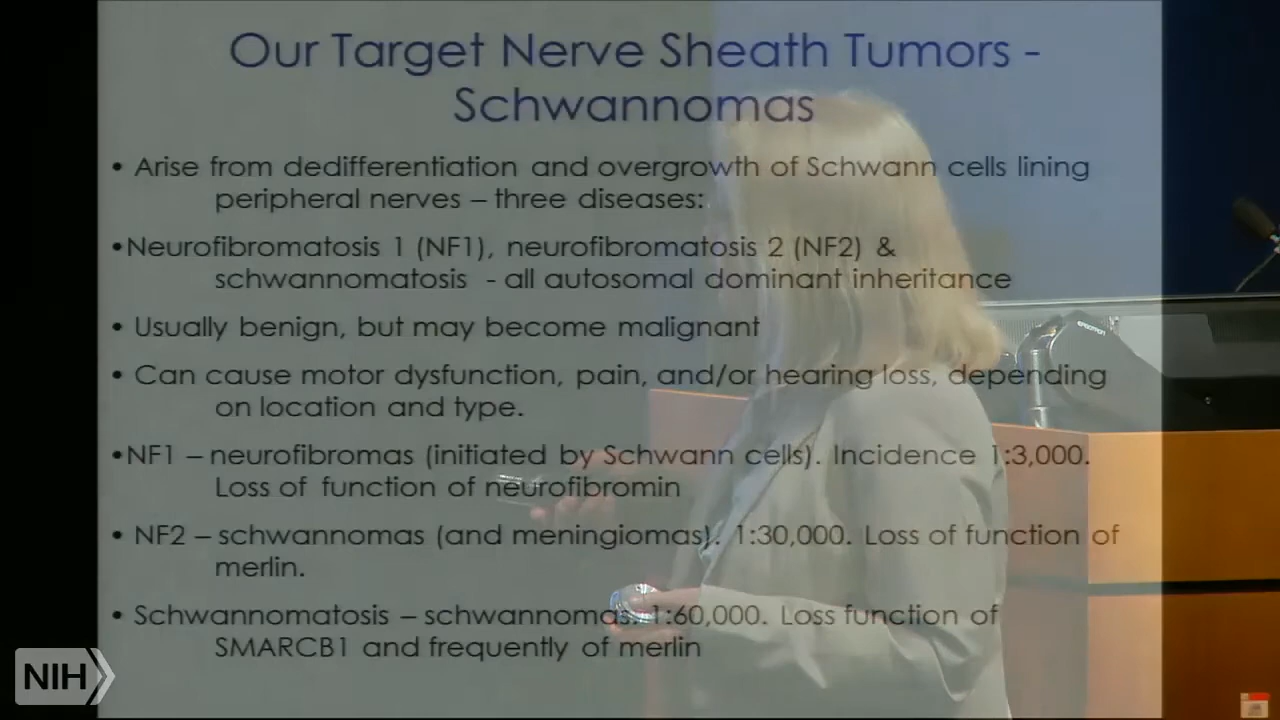 Our Target Nerve Sheath Tumors -
Schwannomas
• Arise from dedifferentiation and overgrowth of Schwann cells lining
peripheral nerves – three diseases:
•Neurofibromatosis 1 (NF1), neurofibromatosis 2 (NF2) &
schwannomatosis - all autosomal dominant inheritance
• Usually benign, but may become malignant
• Can cause motor dysfunction, pain, and/or hearing loss, depending
on location and type.
•NF1 – neurofibromas (initiated by Schwann cells). Incidence 1:3,000.
Loss of function of neurofibromin
• NF2 – schwannomas (and meningiomas). 1:30,000. Loss of function of
merlin.
• Schwannomatosis – schwannomas. 1:60,000. Loss function of
SMARCB1 and frequently of merlin
NIH